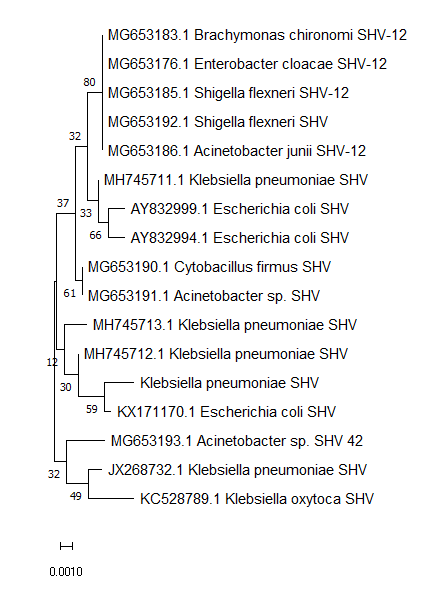 MG653183.1 Brachymonas chironomi SHV-12
MG653176.1 Enterobacter cloacae SHV-12
80
MG653185.1 Shigella flexneri SHV-12
MG653192.1 Shigella flexneri SHV
32
MG653186.1 Acinetobacter junii SHV-12
MH745711.1 Klebsiella pneumoniae SHV
37
33
AY832999.1 Escherichia coli SHV
66
AY832994.1 Escherichia coli SHV
MG653190.1 Cytobacillus firmus SHV
61
MG653191.1 Acinetobacter sp. SHV
MH745713.1 Klebsiella pneumoniae SHV
12
MH745712.1 Klebsiella pneumoniae SHV
30
Klebsiella pneumoniae SHV
59
KX171170.1 Escherichia coli SHV
MG653193.1 Acinetobacter sp. SHV 42
32
JX268732.1 Klebsiella pneumoniae SHV
49
KC528789.1 Klebsiella oxytoca SHV
0.0010